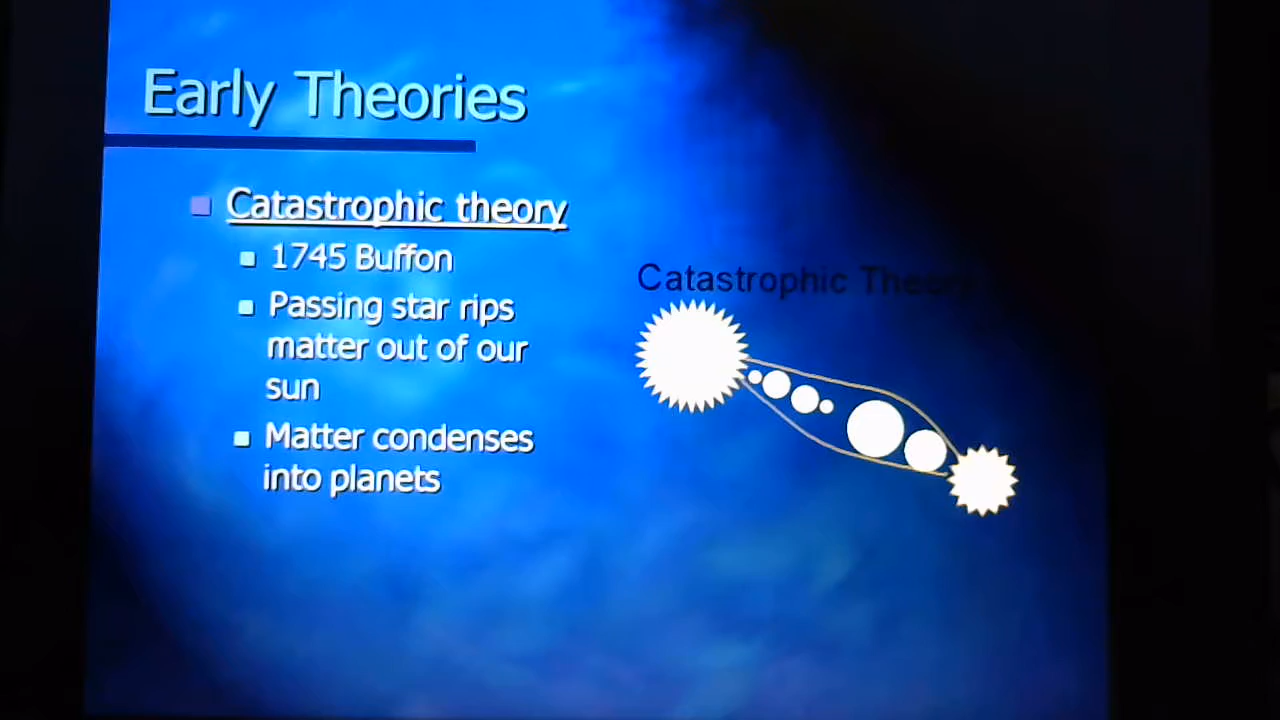 Early Theories
Catastrophic theory
1745 Buffon
Passing star rips
matter out of our
sun
Matter condenses
into planets
Catastrophic Theory